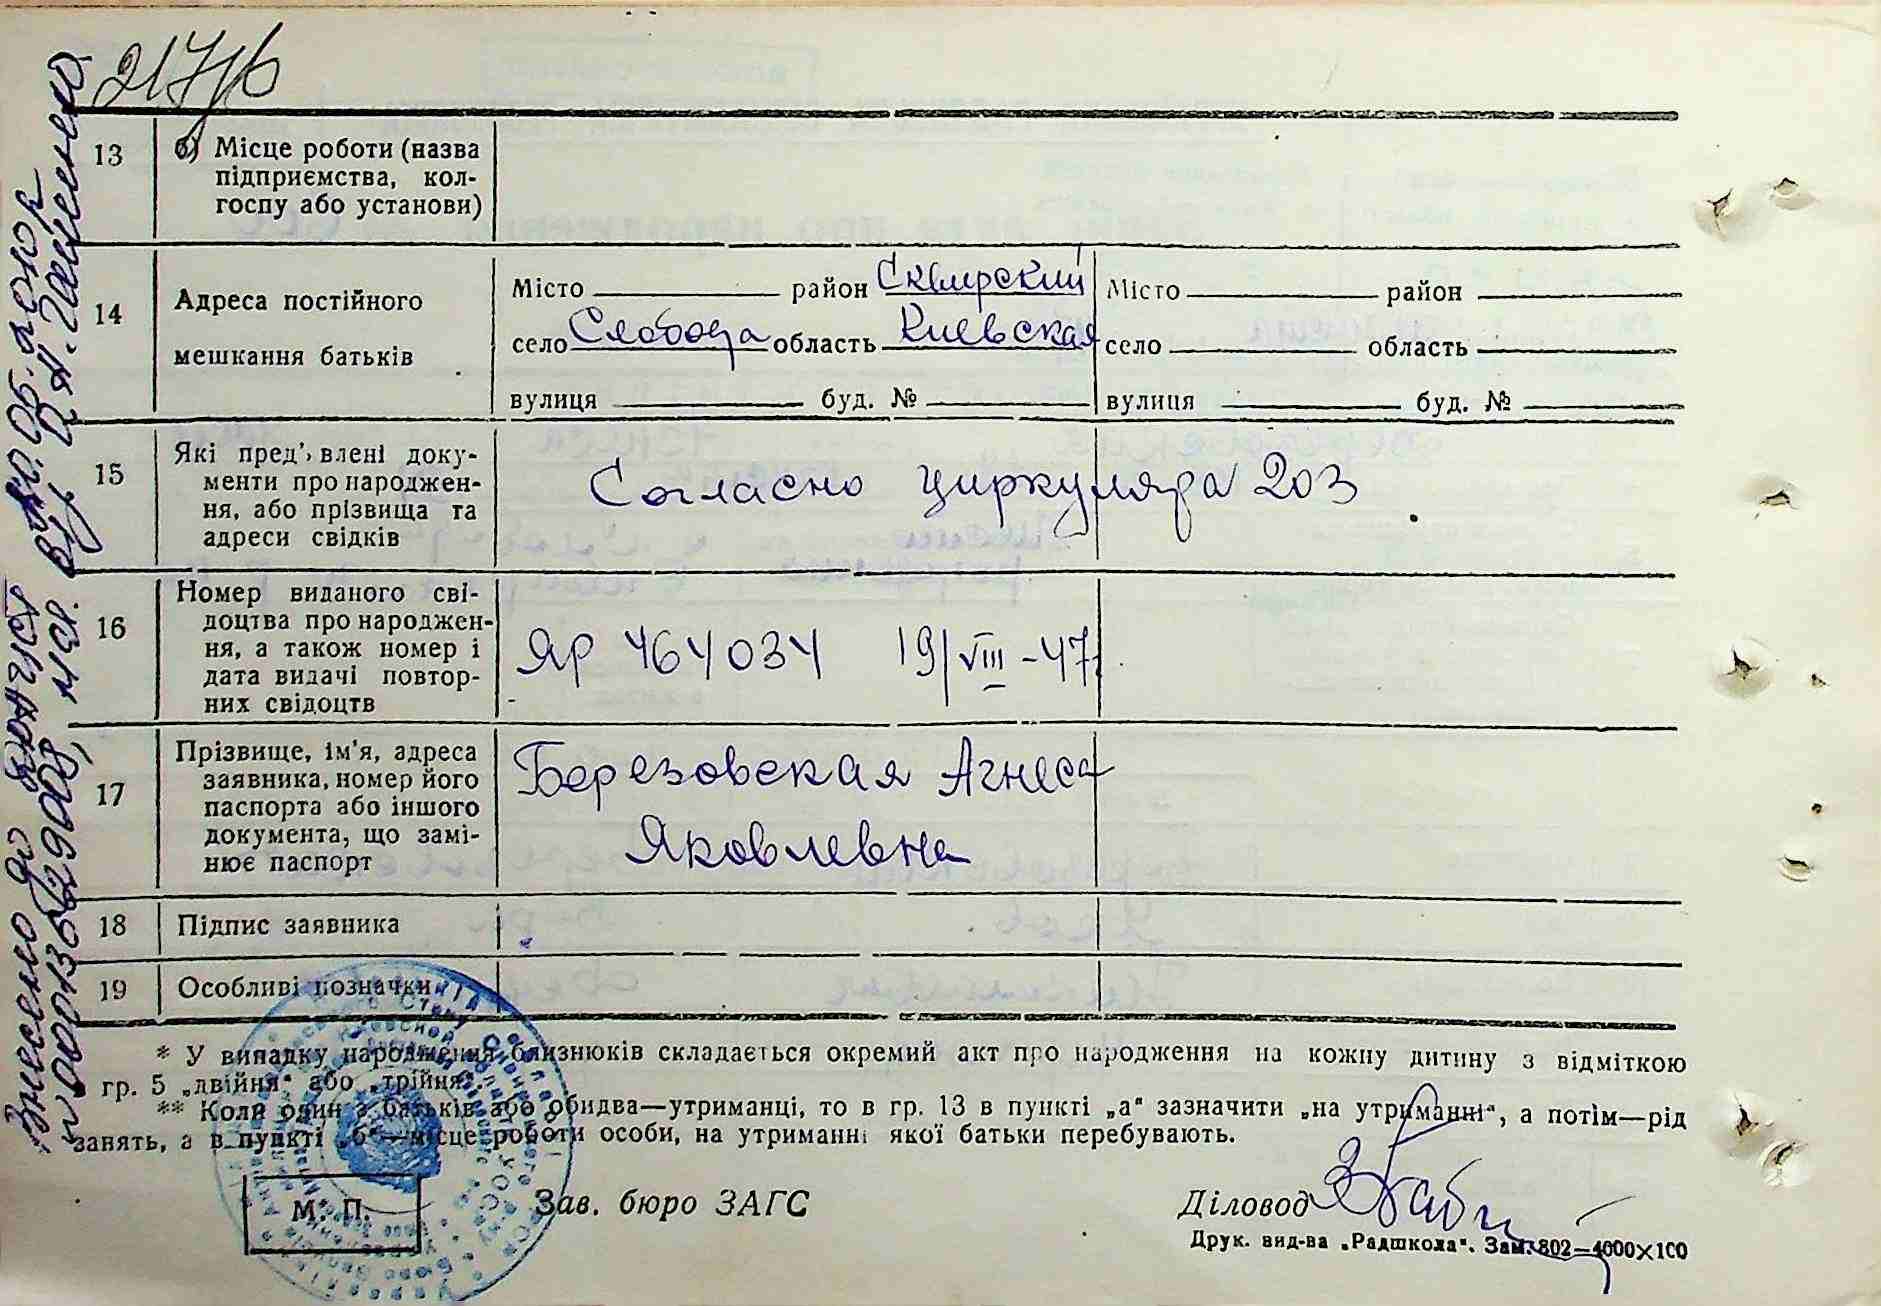 217/б
13
б) Місце роботи (назва
підприємства, кол-
госпу або установи)
14
Адреса постійного
мешкання батьків
Місто район Сквирский
село Слобода область Киевская
вулиця буд. №
Місто район
село область
вулиця буд. №
15
Які пред'влені доку-
менти про народжен-
ня, або прізвища та
адреси свідків
Согласно циркуляра 203
16
Номер виданого сві-
доцтва про народжен-
ня, а також номер і
дата видачі повтор-
них свідоцтв
ЯР 464034 19/VIII-47
17
Прізвище, ім'я, адреса
заявника, номер його
паспорта або іншого
документа, що замі-
нює паспорт
Березовская Агнеса
Яковлевна
18
Підпис заявника
19
Особливі позначки
* У випадку народження близнюків складається окремий акт про народження на кожну дитину з відміткою
гр. 5 „двійня" або „трійня".
** Коли один з батьків або обидва—утриманці, то в гр. 13 в пункті „а" зазначити „на утриманні", а потім—рід
занять, а в пункті „б"—місце роботи особи, на утриманні якої батьки перебувають.
М. П.
Зав. бюро ЗАГС
Діловод
Друк. вид-ва „Радшкола". Зам. 802—4000×100
Внесено до ДРАЦСГ